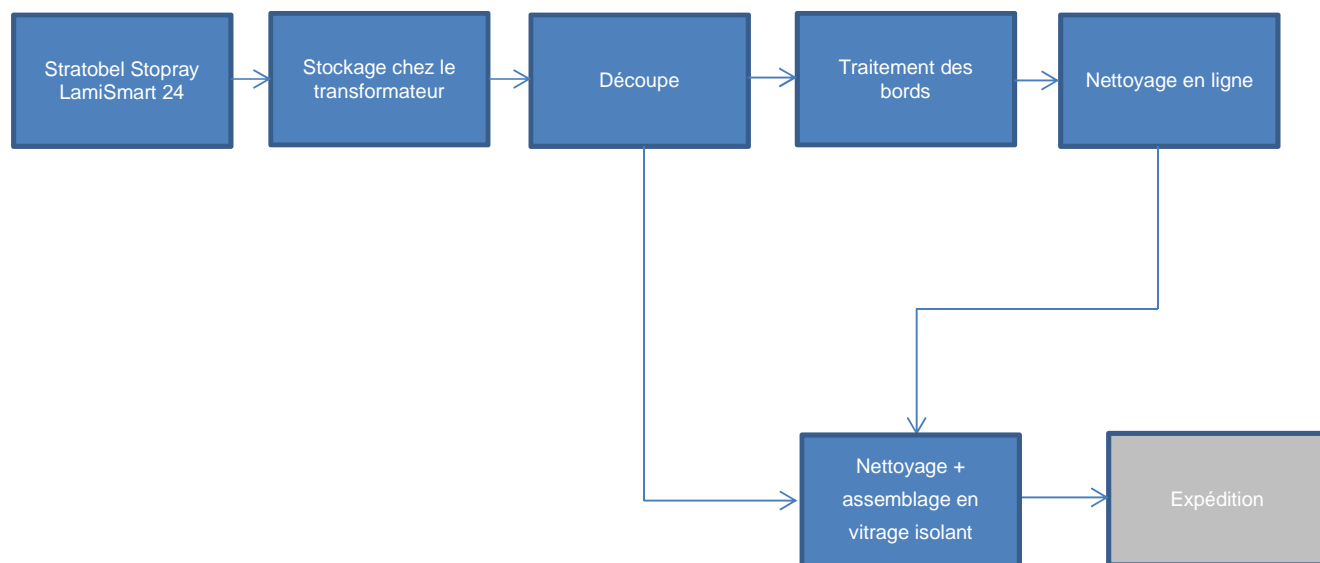 Stratobel Stopray
LamiSmart 24
Stockage chez le
transformateur
Découpe
Traitement des
bords
Nettoyage en ligne
Nettoyage +
assemblage en
vitrage isolant
Expédition